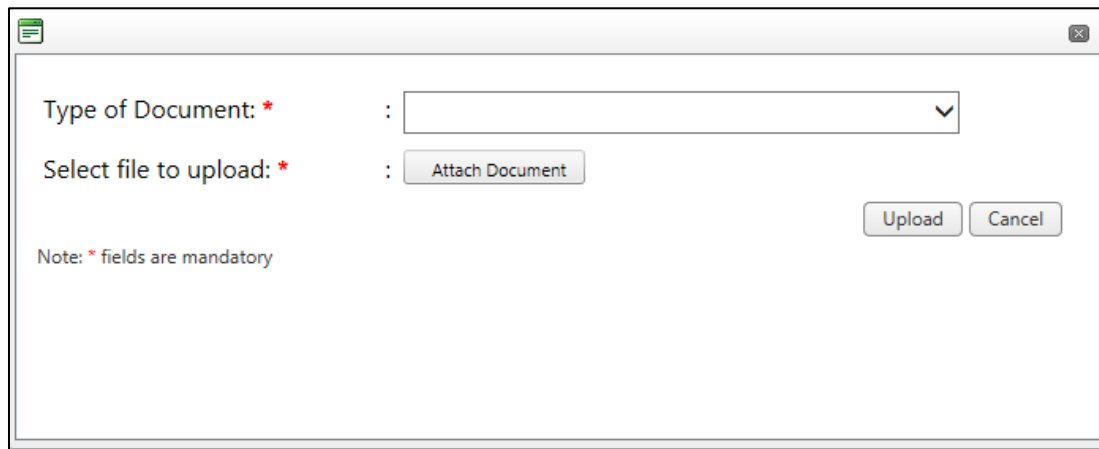 Type of Document: * :
Select file to upload: * : Attach Document
Upload Cancel
Note: * fields are mandatory